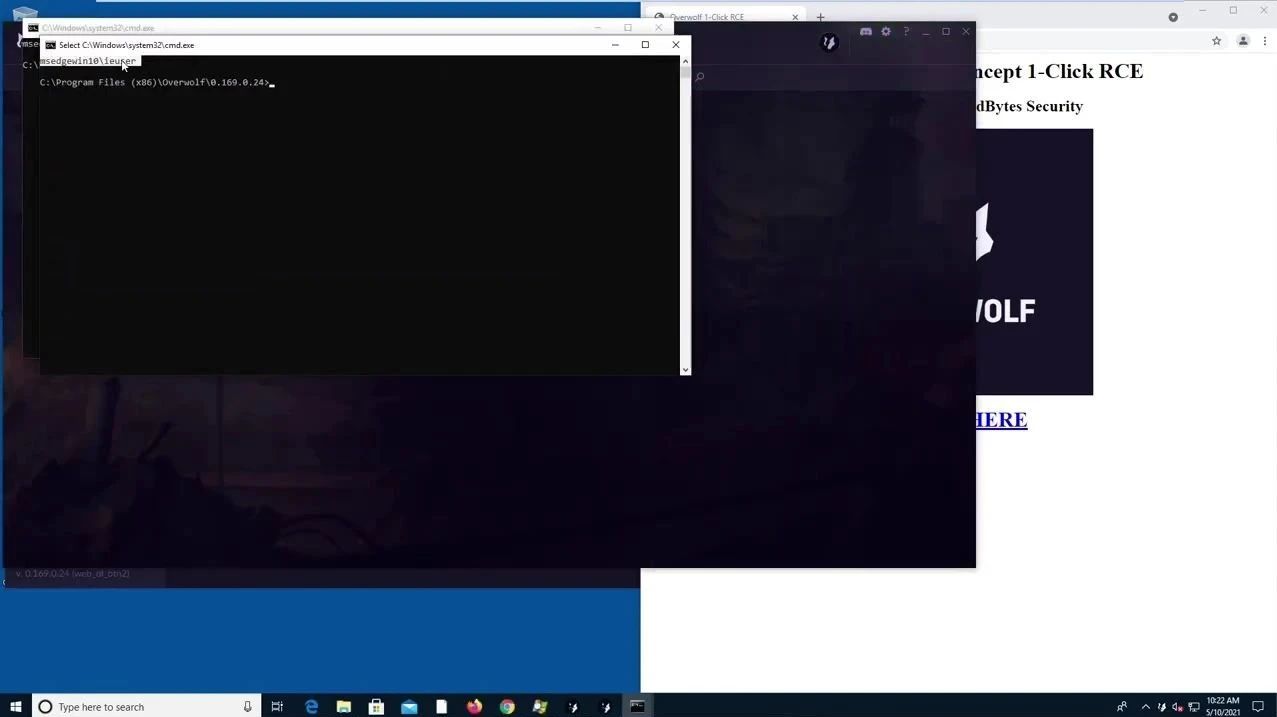 C:\Windows\system32\cmd.exe
Select C:\Windows\system32\cmd.exe
msedgewin10\ieuser
C:\Program Files (x86)\Overwolf\0.169.0.24>
mse
C:\
v. 0.169.0.24 (web_dl_btn2)
Overwolf 1-Click RCE
ncept 1-Click RCE
dBytes Security
WOLF
HERE
Type here to search
10:22 AM
5/10/2021